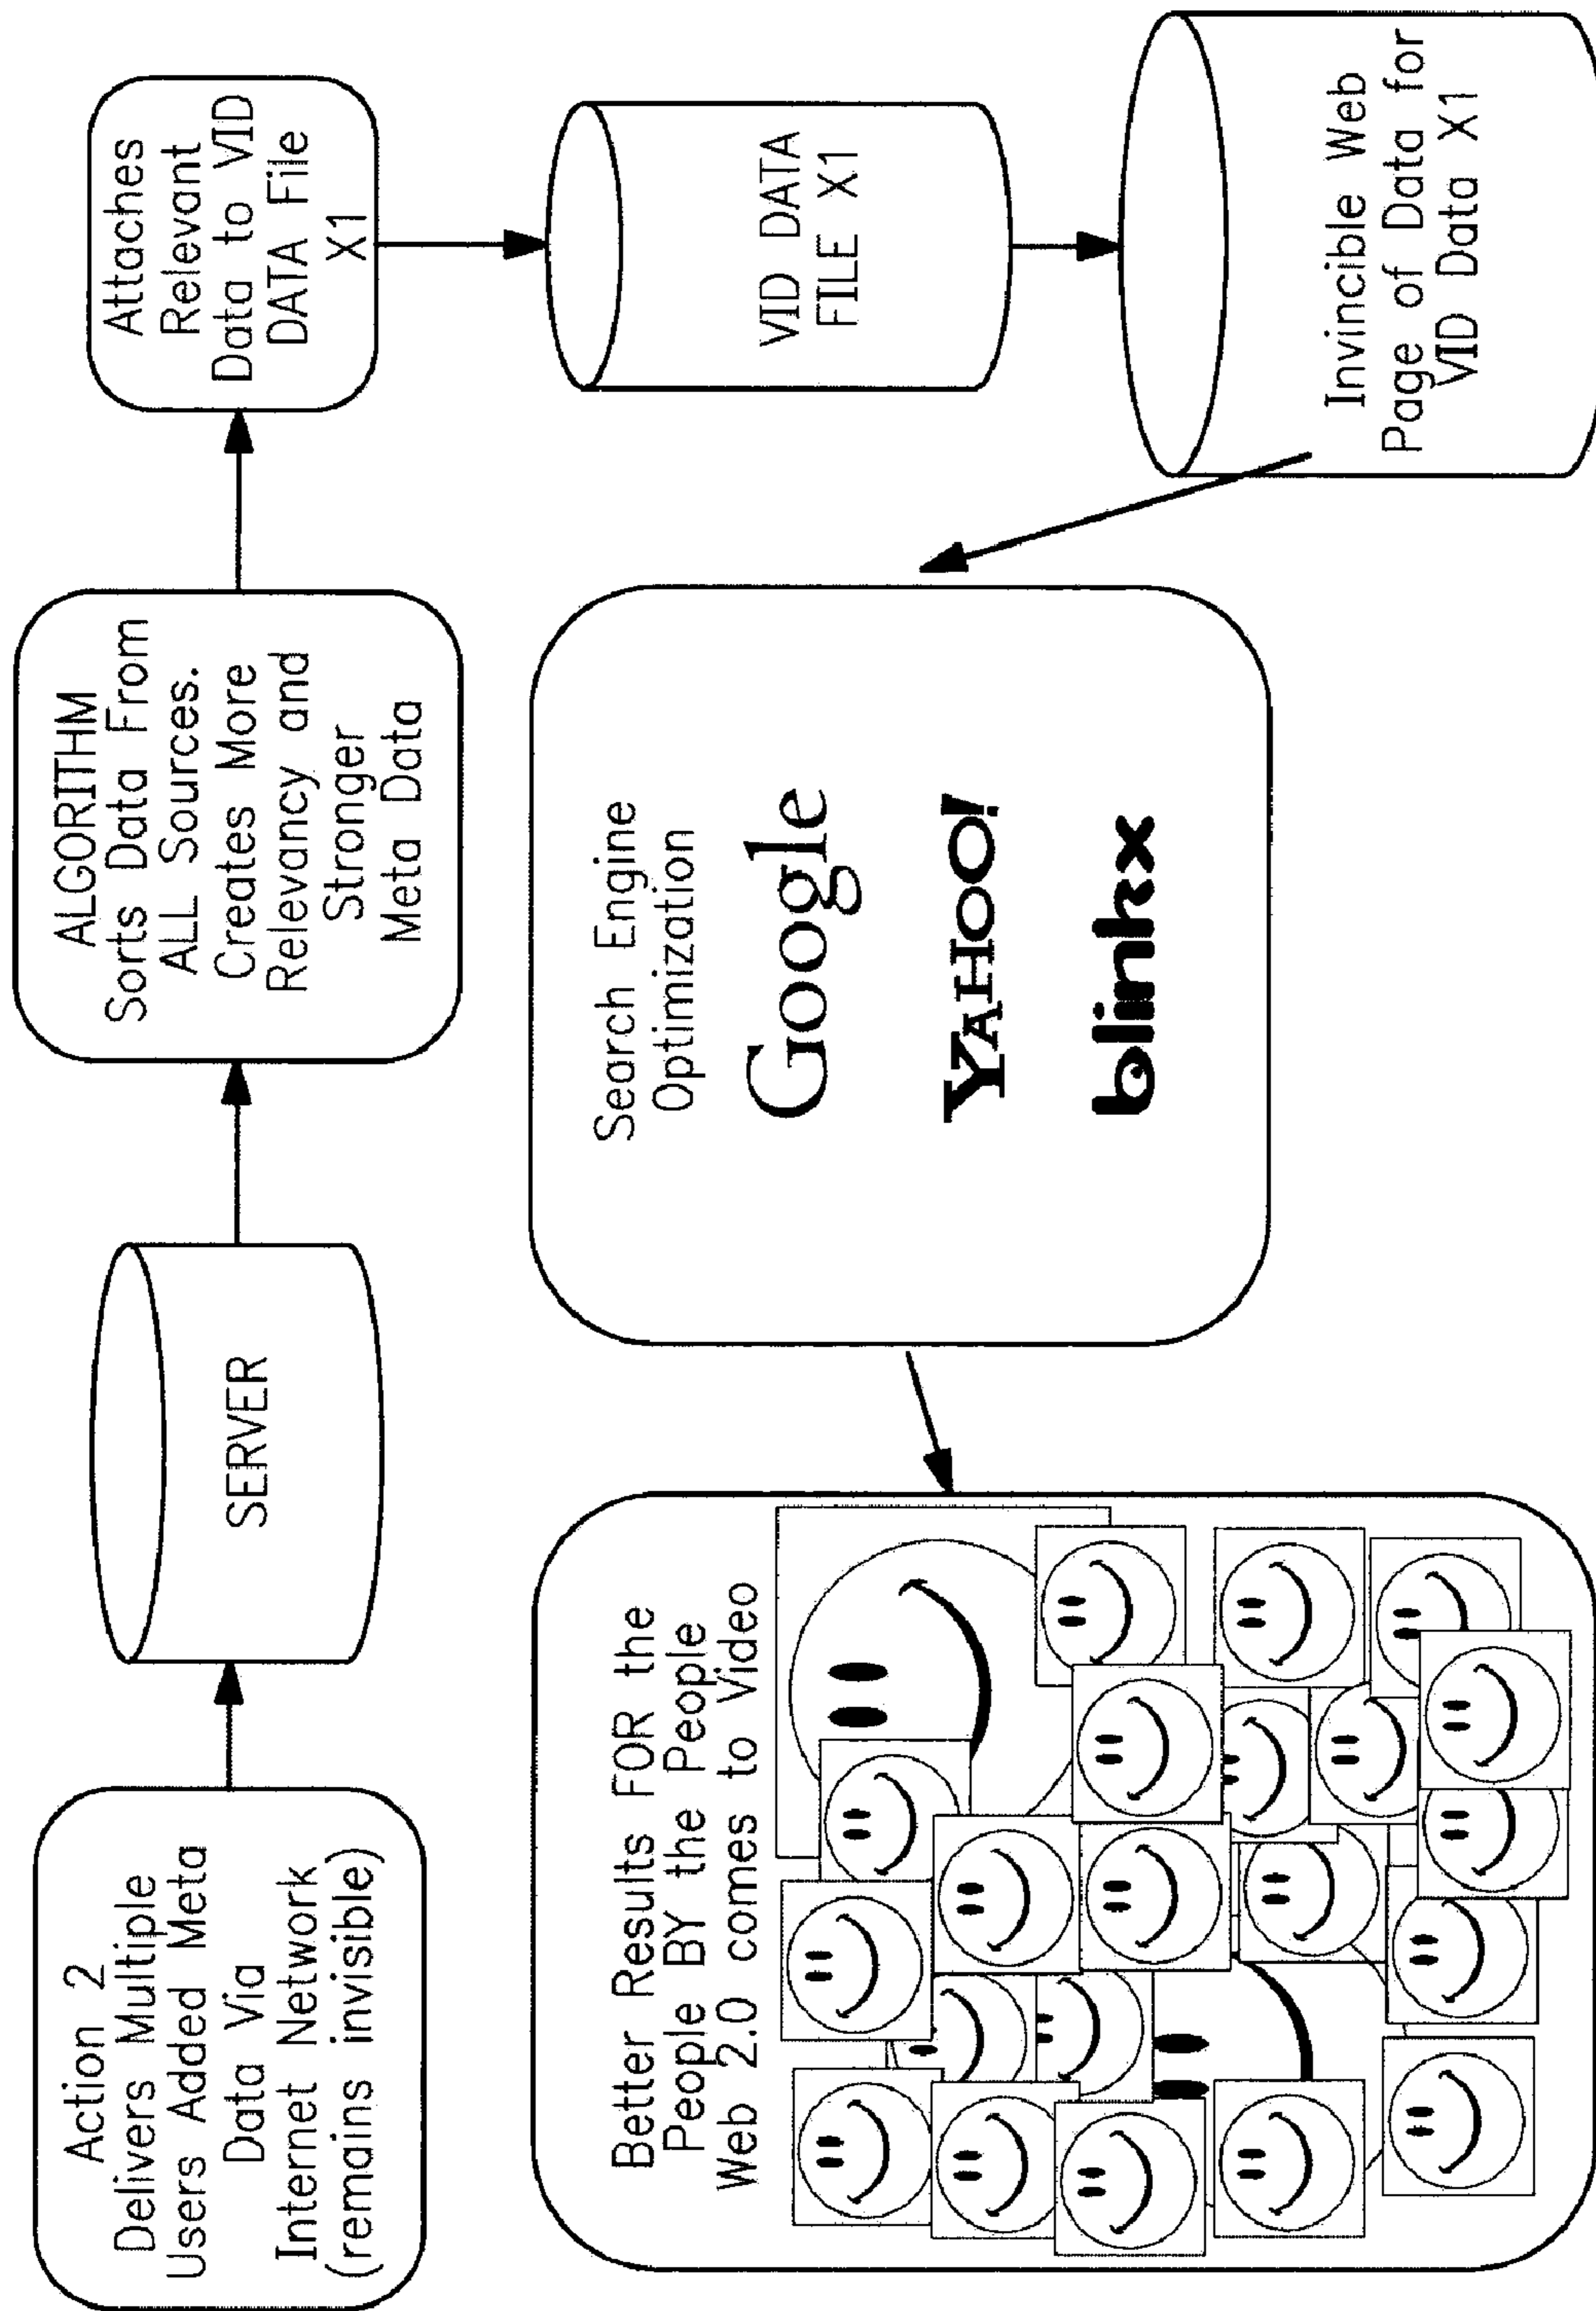 Action 2
Delivers Multiple
Users Added Meta
Data Via
Internet Network
(remains invisible)
SERVER
ALGORITHM
Sorts Data From
ALL Sources.
Creates More
Relevancy and
Stronger
Meta Data
Attaches
Relevant
Data to VID
DATA File
X1
VID DATA
FILE X1
Invincible Web
Page of Data for
VID Data X1
Search Engine
Optimization
Google
YAHOO!
blinkx
Better Results FOR the
People BY the People
Web 2.0 comes to Video